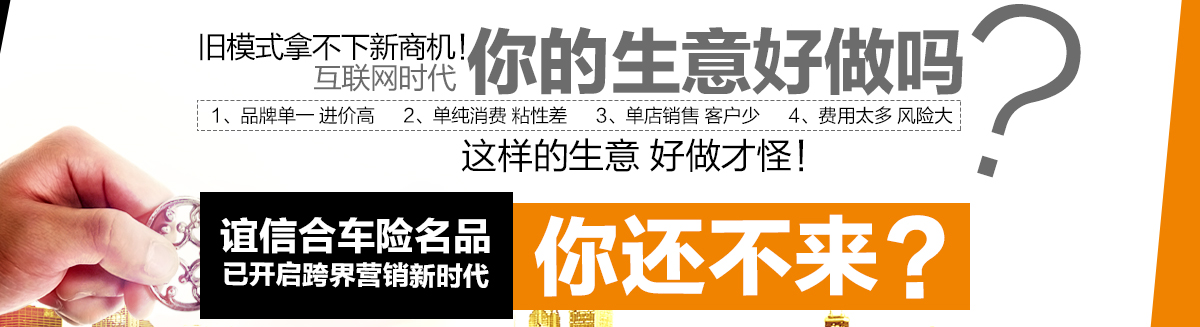 旧模式拿不下新商机!
互联网时代
你的生意好做吗?
1、品牌单一 进价高 2、单纯消费 粘性差 3、单店销售 客户少 4、费用太多 风险大
这样的生意 好做才怪!
谊信合车险名品
已开启跨界营销新时代
你还不来?